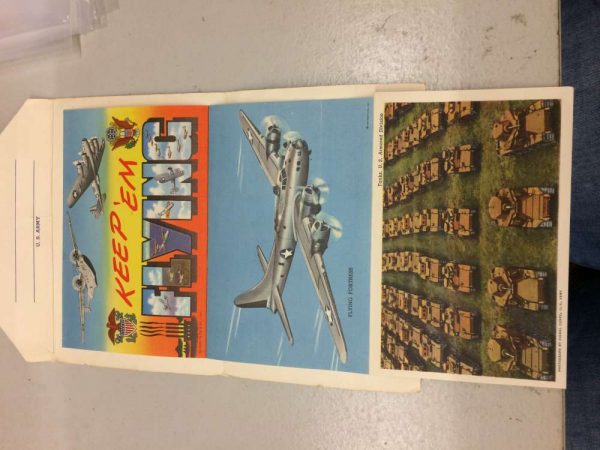 U.S. ARMY
KEEP 'EM
FLYING
FLYING FORTRESS
Tanks, U. S. Armored Division